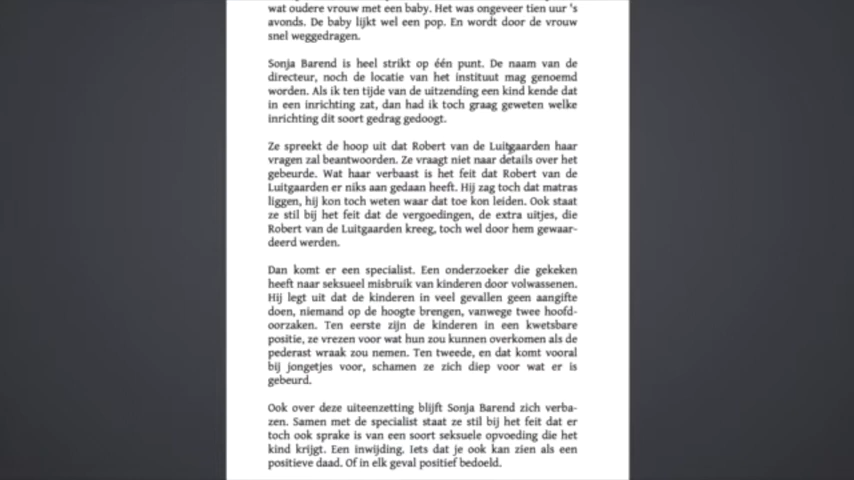 wat oudere vrouw met een baby. Het was ongeveer tien uur 's
avonds. De baby lijkt wel een pop. En wordt door de vrouw
snel weggedragen.
Sonja Barend is heel strikt op één punt. De naam van de
directeur, noch de locatie van het instituut mag genoemd
worden. Als ik ten tijde van de uitzending een kind kende dat
in een inrichting zat, dan had ik toch graag geweten welke
inrichting dit soort gedrag gedoogt.
Ze spreekt de hoop uit dat Robert van de Luitgaarden haar
vragen zal beantwoorden. Ze vraagt niet naar details over het
gebeurde. Wat haar verbaast is het feit dat Robert van de
Luitgaarden er niks aan gedaan heeft. Hij zag toch dat matras
liggen, hij kon toch weten waar dat toe kon leiden. Ook staat
ze stil bij het feit dat de vergoedingen, de extra uitjes, die
Robert van de Luitgaarden kreeg, toch wel door hem gewaar-
deerd werden.
Dan komt er een specialist. Een onderzoeker die gekeken
heeft naar seksueel misbruik van kinderen door volwassenen.
Hij legt uit dat de kinderen in veel gevallen geen aangifte
doen, niemand op de hoogte brengen, vanwege twee hoofd-
oorzaken. Ten eerste zijn de kinderen in een kwetsbare
positie, ze vrezen voor wat hun zou kunnen overkomen als de
pederast wraak zou nemen. Ten tweede, en dat komt vooral
bij jongetjes voor, schamen ze zich diep voor wat er is
gebeurd.
Ook over deze uiteenzetting blijft Sonja Barend zich verba-
zen. Samen met de specialist staat ze stil bij het feit dat er
toch ook sprake is van een soort seksuele opvoeding die het
kind krijgt. Een inwijding. Iets dat je ook kan zien als een
positieve daad. Of in elk geval positief bedoeld.